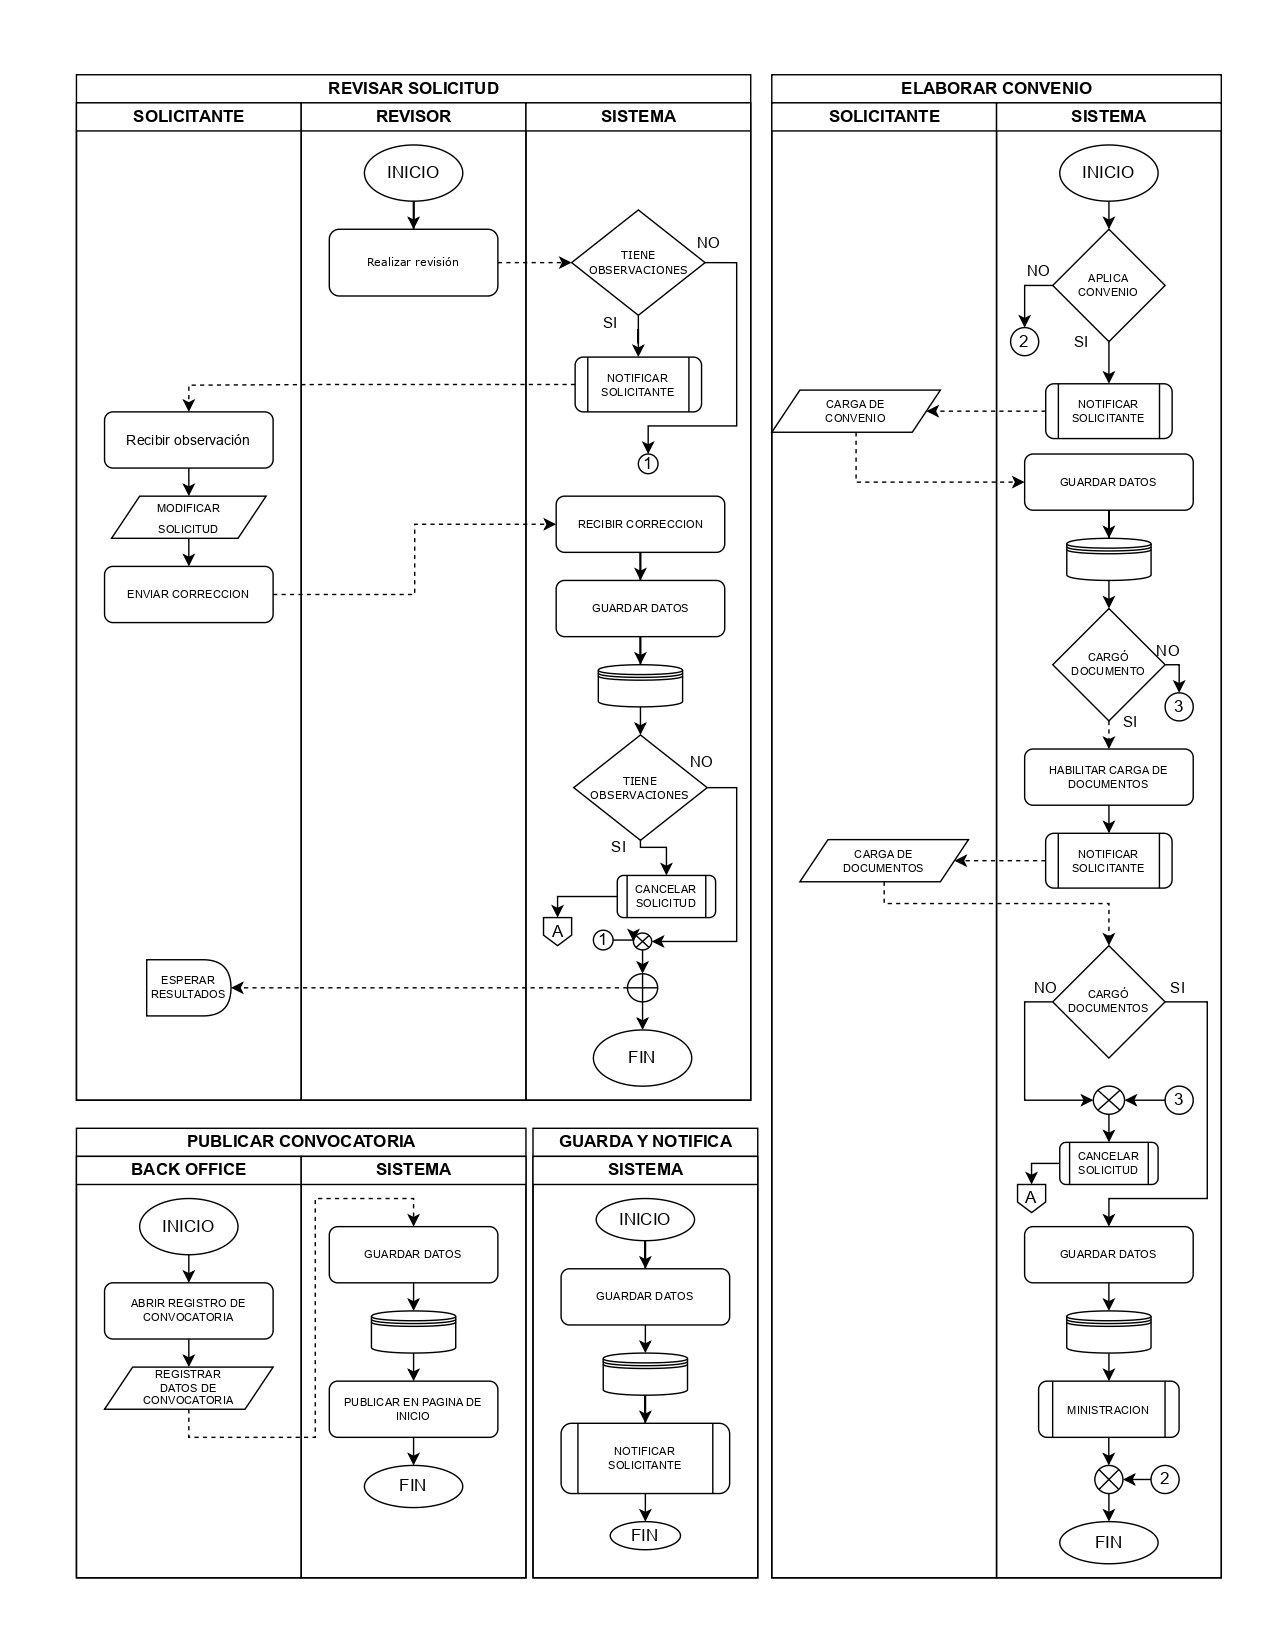 REVISAR SOLICITUD
SOLICITANTE
REVISOR
SISTEMA
INICIO
Realizar revisión
TIENE
OBSERVACIONES
NO
SI
NOTIFICAR
SOLICITANTE
Recibir observación
1
MODIFICAR
SOLICITUD
RECIBIR CORRECCION
ENVIAR CORRECCION
GUARDAR DATOS
TIENE
OBSERVACIONES
NO
SI
CANCELAR
SOLICITUD
A
1
ESPERAR
RESULTADOS
FIN
ELABORAR CONVENIO
SOLICITANTE
SISTEMA
INICIO
APLICA
CONVENIO
NO
2
SI
NOTIFICAR
SOLICITANTE
CARGA DE
CONVENIO
GUARDAR DATOS
CARGÓ
DOCUMENTO
NO
3
SI
HABILITAR CARGA DE
DOCUMENTOS
NOTIFICAR
SOLICITANTE
CARGA DE
DOCUMENTOS
CARGÓ
DOCUMENTOS
NO
SI
3
CANCELAR
SOLICITUD
A
GUARDAR DATOS
MINISTRACION
2
FIN
PUBLICAR CONVOCATORIA
BACK OFFICE
SISTEMA
INICIO
ABRIR REGISTRO DE
CONVOCATORIA
REGISTRAR
DATOS DE
CONVOCATORIA
GUARDAR DATOS
PUBLICAR EN PAGINA DE
INICIO
FIN
GUARDA Y NOTIFICA
SISTEMA
INICIO
GUARDAR DATOS
NOTIFICAR
SOLICITANTE
FIN